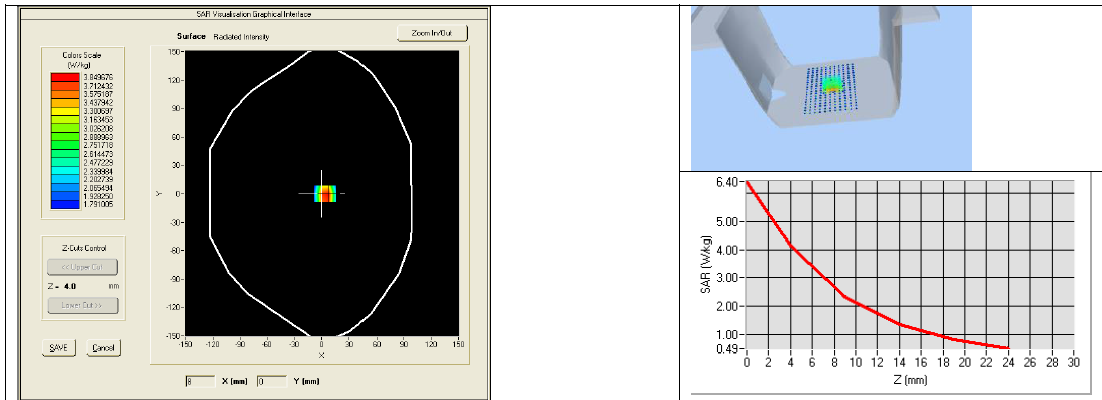 SAR Visualisation Graphical Interface
Surface Radiated Intensity
Zoom In/Out
Colors Scale
(W/kg)
3.849676
3.712432
3.575187
3.437942
3.300697
3.163453
3.026208
2.888963
2.751718
2.614473
2.477229
2.339984
2.202739
2.065494
1.928250
1.791005
Z-Cuts Control
<< Upper Cut
Z = 4.0 mm
Lower Cut >>
SAVE
Cancel
150
120
90
60
30
0
-30
-60
-90
-120
-150
Y
-150 -120 -90 -60 -30 0 30 60 90 120 150
X
8 X (mm) 0 Y (mm)
6.40
5.00
4.00
3.00
2.00
1.00
0.49
SAR (W/kg)
0 2 4 6 8 10 12 14 16 18 20 22 24 26 28 30
Z (mm)